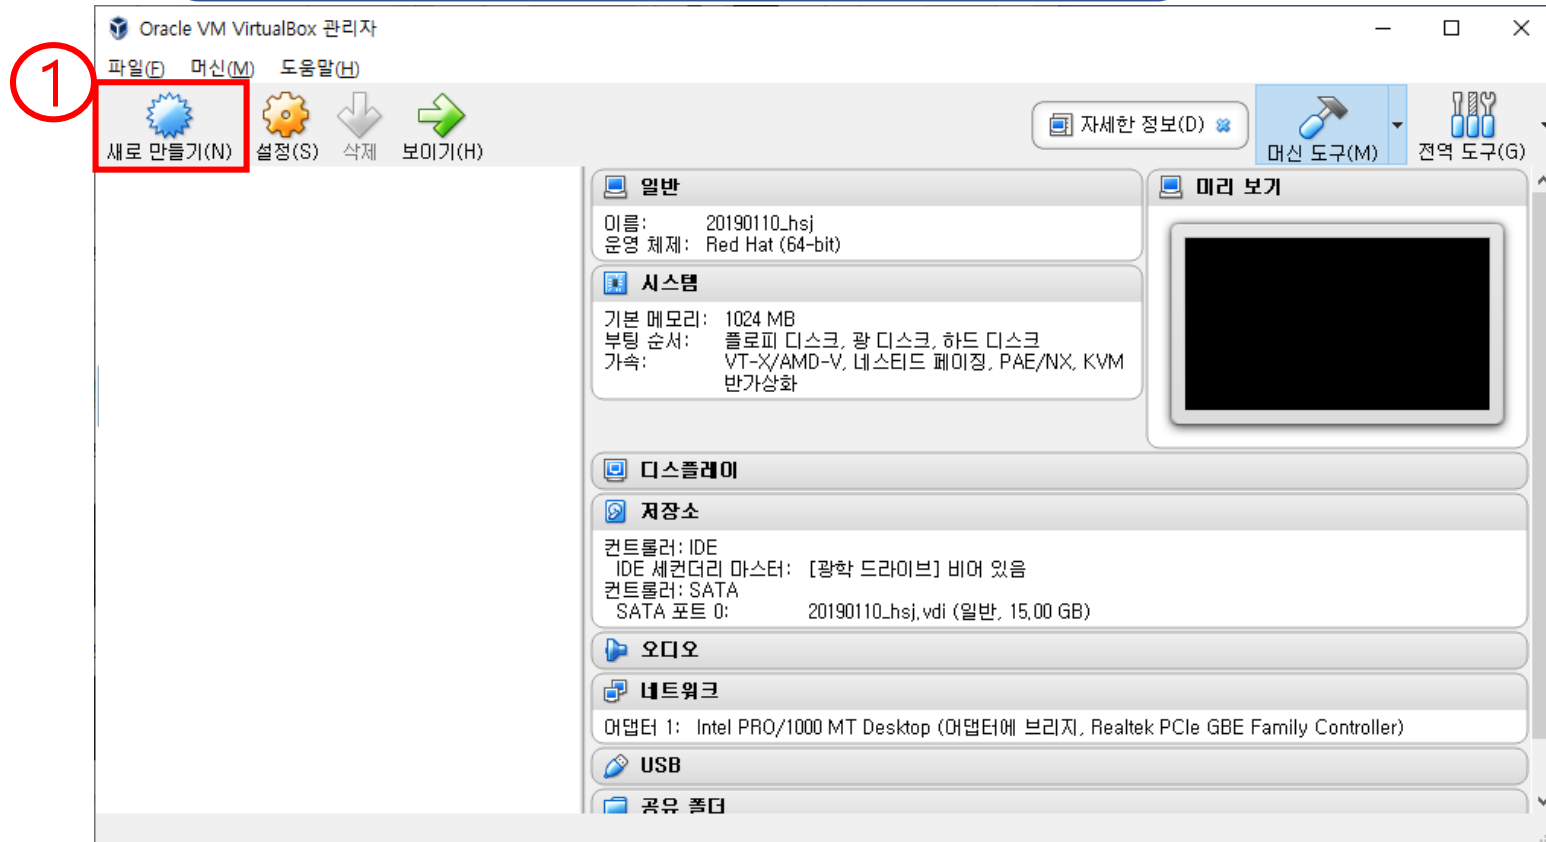 Oracle VM VirtualBox 관리자
파일(F) 머신(M) 도움말(H)
1
새로 만들기(N) 설정(S) 삭제 보이기(H) 자세한 정보(D) 머신 도구(M) 전역 도구(G)
일반
이름: 20190110_hsj
운영 체제: Red Hat (64-bit)
미리 보기
시스템
기본 메모리: 1024 MB
부팅 순서: 플로피 디스크, 광 디스크, 하드 디스크
가속: VT-X/AMD-V, 네스티드 페이징, PAE/NX, KVM
반가상화
디스플레이
저장소
컨트롤러: IDE
IDE 세컨더리 마스터: [광학 드라이브] 비어 있음
컨트롤러: SATA
SATA 포트 0: 20190110_hsj.vdi (일반, 15.00 GB)
오디오
네트워크
어댑터 1: Intel PRO/1000 MT Desktop (어댑터에 브리지, Realtek PCIe GBE Family Controller)
USB
공유 폴더